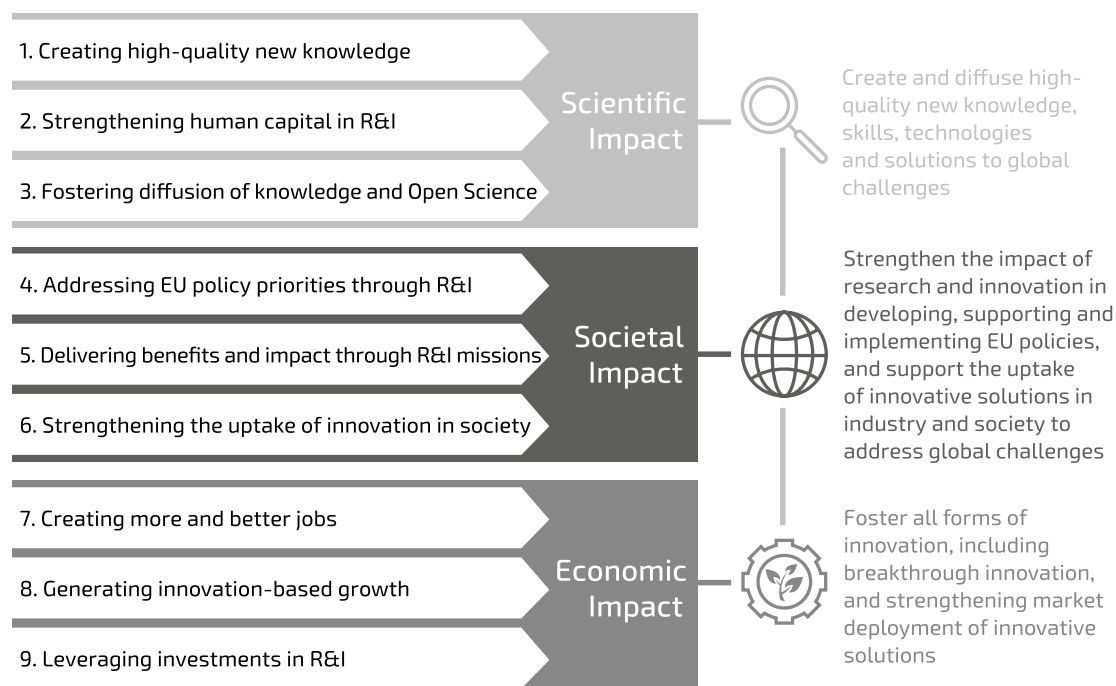 1. Creating high-quality new knowledge
2. Strengthening human capital in R&I
3. Fostering diffusion of knowledge and Open Science
Scientific
Impact
Create and diffuse high-
quality new knowledge,
skills, technologies
and solutions to global
challenges
4. Addressing EU policy priorities through R&I
5. Delivering benefits and impact through R&I missions
6. Strengthening the uptake of innovation in society
Societal
Impact
Strengthen the impact of
research and innovation in
developing, supporting and
implementing EU policies,
and support the uptake
of innovative solutions in
industry and society to
address global challenges
7. Creating more and better jobs
8. Generating innovation-based growth
9. Leveraging investments in R&I
Economic
Impact
Foster all forms of
innovation, including
breakthrough innovation,
and strengthening market
deployment of innovative
solutions